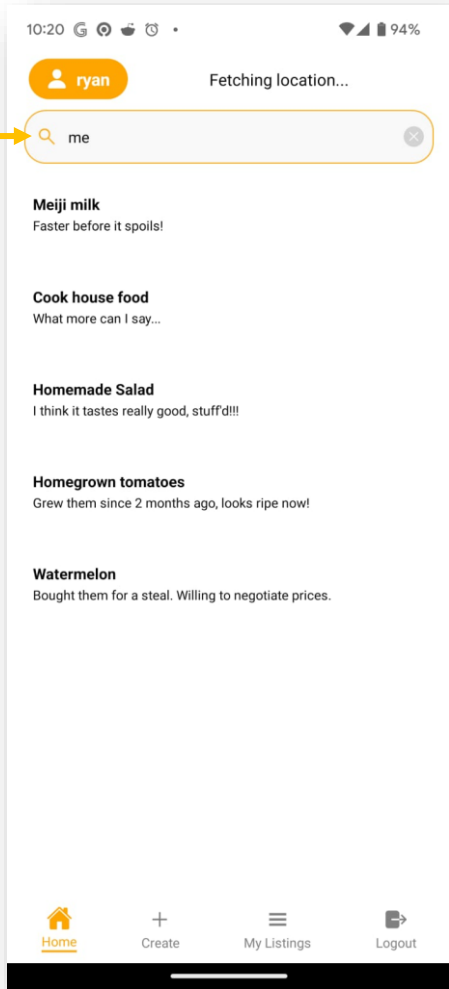 10:20 94%
ryan Fetching location...
me
Meiji milk
Faster before it spoils!
Cook house food
What more can I say...
Homemade Salad
I think it tastes really good, stuff'd!!!
Homegrown tomatoes
Grew them since 2 months ago, looks ripe now!
Watermelon
Bought them for a steal. Willing to negotiate prices.
Home Create My Listings Logout